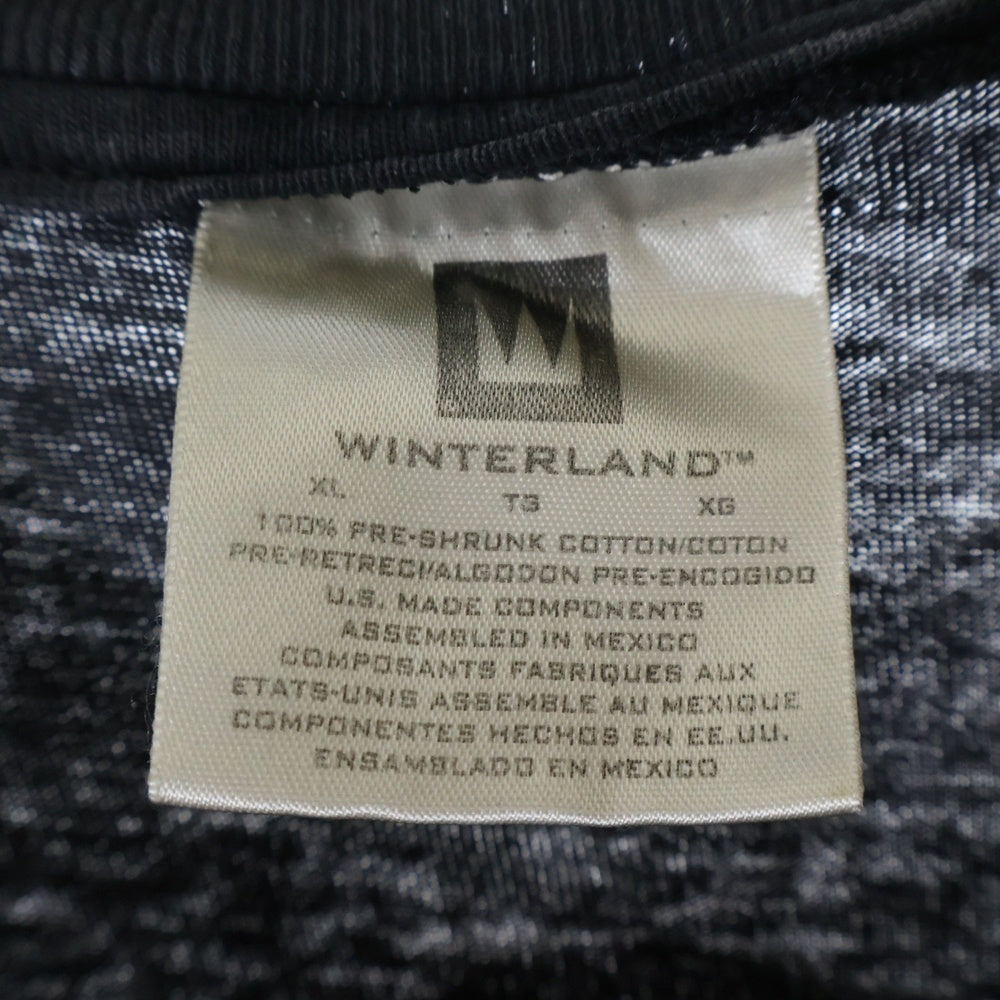 WINTERLAND™
XL TG XG
100% PRE-SHRUNK COTTON/COTON
PRE-RETRECI/ALGODON PRE-ENCOGIDO
U.S. MADE COMPONENTS
ASSEMBLED IN MEXICO
COMPOSANTS FABRIQUES AUX
ETATS-UNIS ASSEMBLE AU MEXIQUE
COMPONENTES HECHOS EN EE.UU.
ENSAMBLADO EN MEXICO